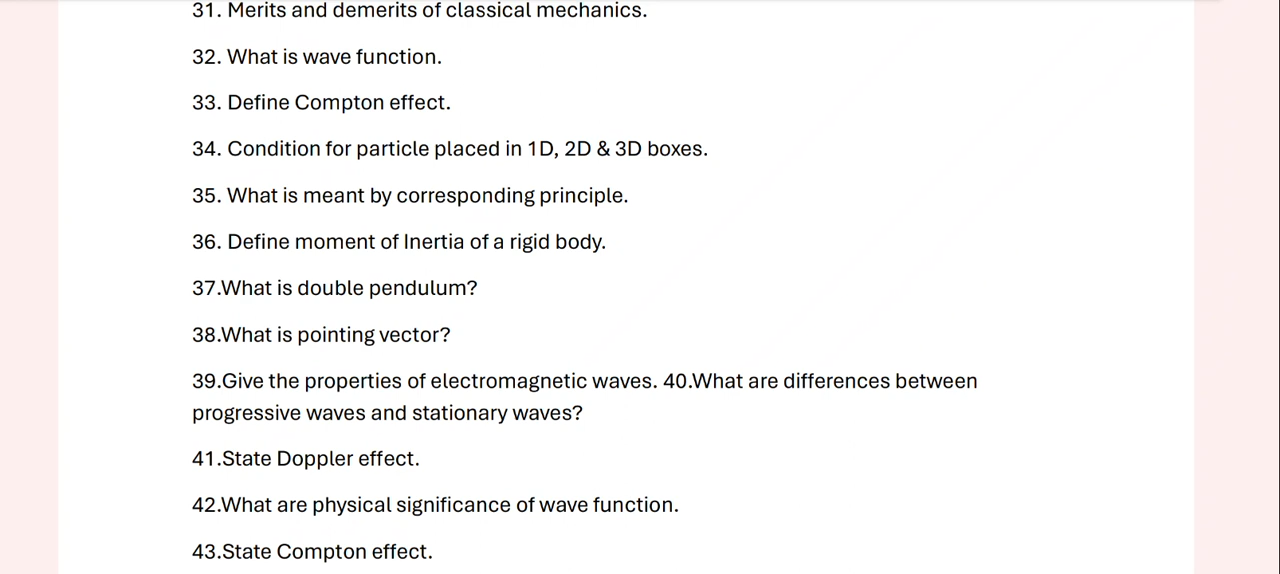 31. Merits and demerits of classical mechanics.
32. What is wave function.
33. Define Compton effect.
34. Condition for particle placed in 1D, 2D & 3D boxes.
35. What is meant by corresponding principle.
36. Define moment of Inertia of a rigid body.
37.What is double pendulum?
38.What is pointing vector?
39.Give the properties of electromagnetic waves. 40.What are differences between
progressive waves and stationary waves?
41.State Doppler effect.
42.What are physical significance of wave function.
43.State Compton effect.